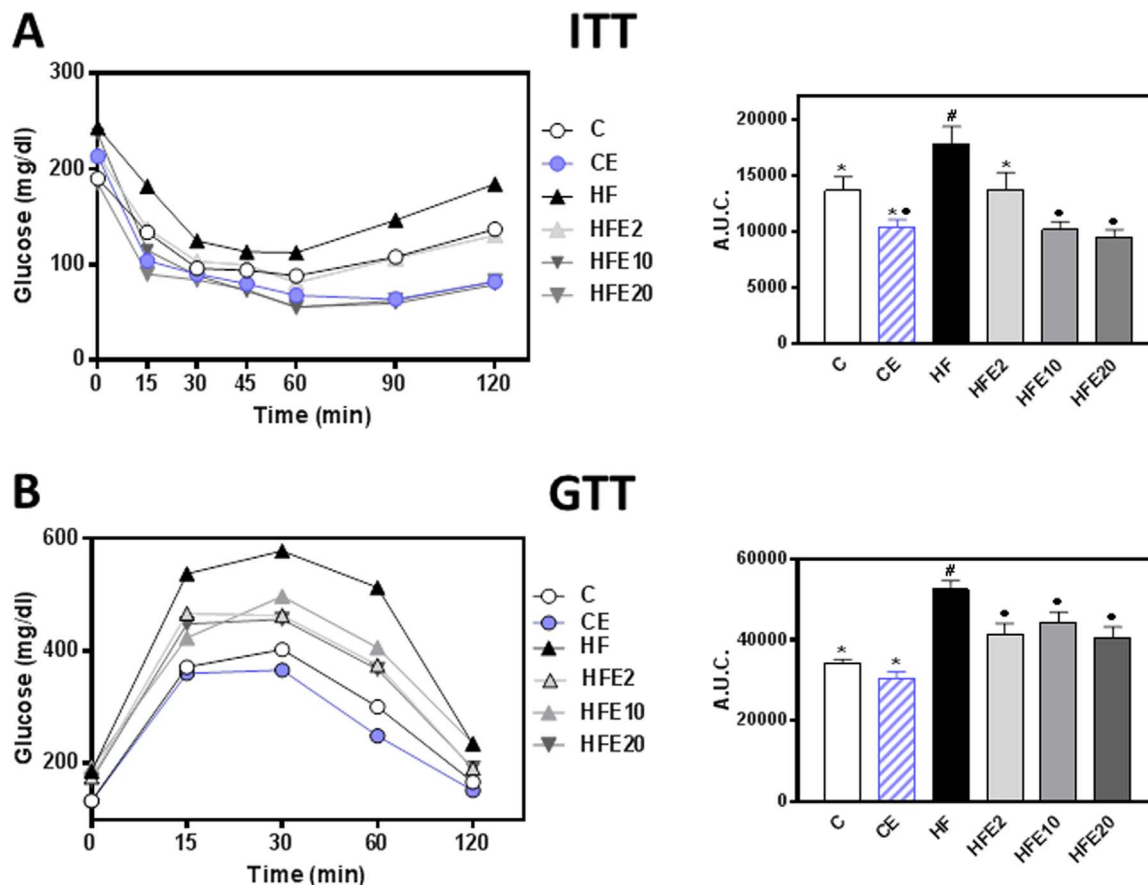 A
ITT
Glucose (mg/dl)
300
200
100
0
0 15 30 45 60 90 120
Time (min)
C
CE
HF
HFE2
HFE10
HFE20
A.U.C.
20000
15000
10000
5000
0
* *• # * • •
C CE HF HFE2 HFE10 HFE20
B
GTT
Glucose (mg/dl)
600
400
200
0 15 30 60 120
Time (min)
C
CE
HF
HFE2
HFE10
HFE20
A.U.C.
60000
40000
20000
0
* * # • • •
C CE HF HFE2 HFE10 HFE20